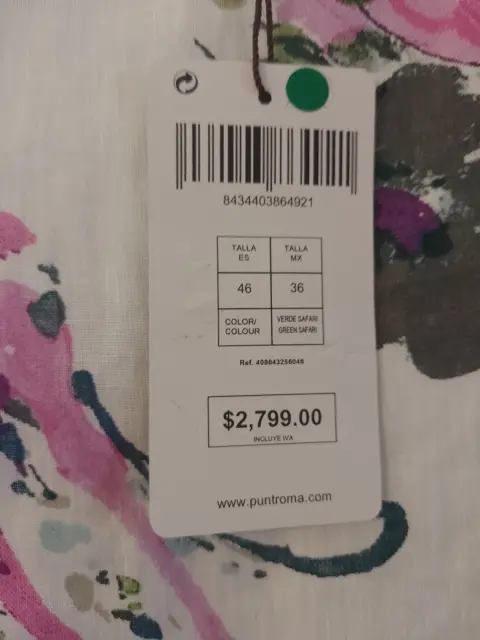 8434403864921
TALLA ES
TALLA MX
46
36
COLOR/ COLOUR
VERDE SAFARI GREEN SAFARI
Ref. 408643256046
$2,799.00
INCLUYE IVA
www.puntroma.com